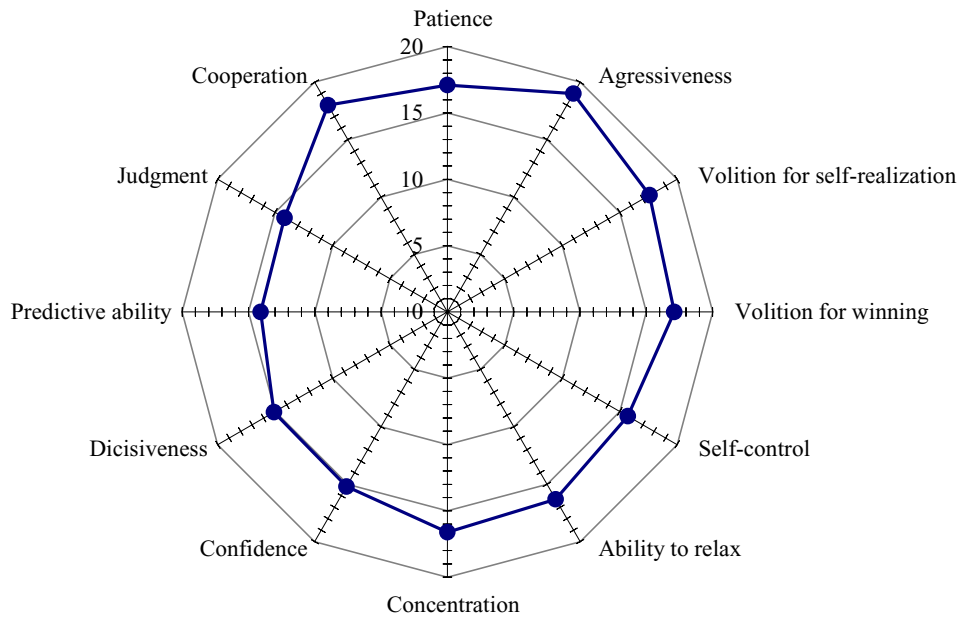 Patience
20
Cooperation
Agressiveness
15
Judgment
Volition for self-realization
10
5
Predictive ability
0
Volition for winning
Dicisiveness
Self-control
Confidence
Ability to relax
Concentration